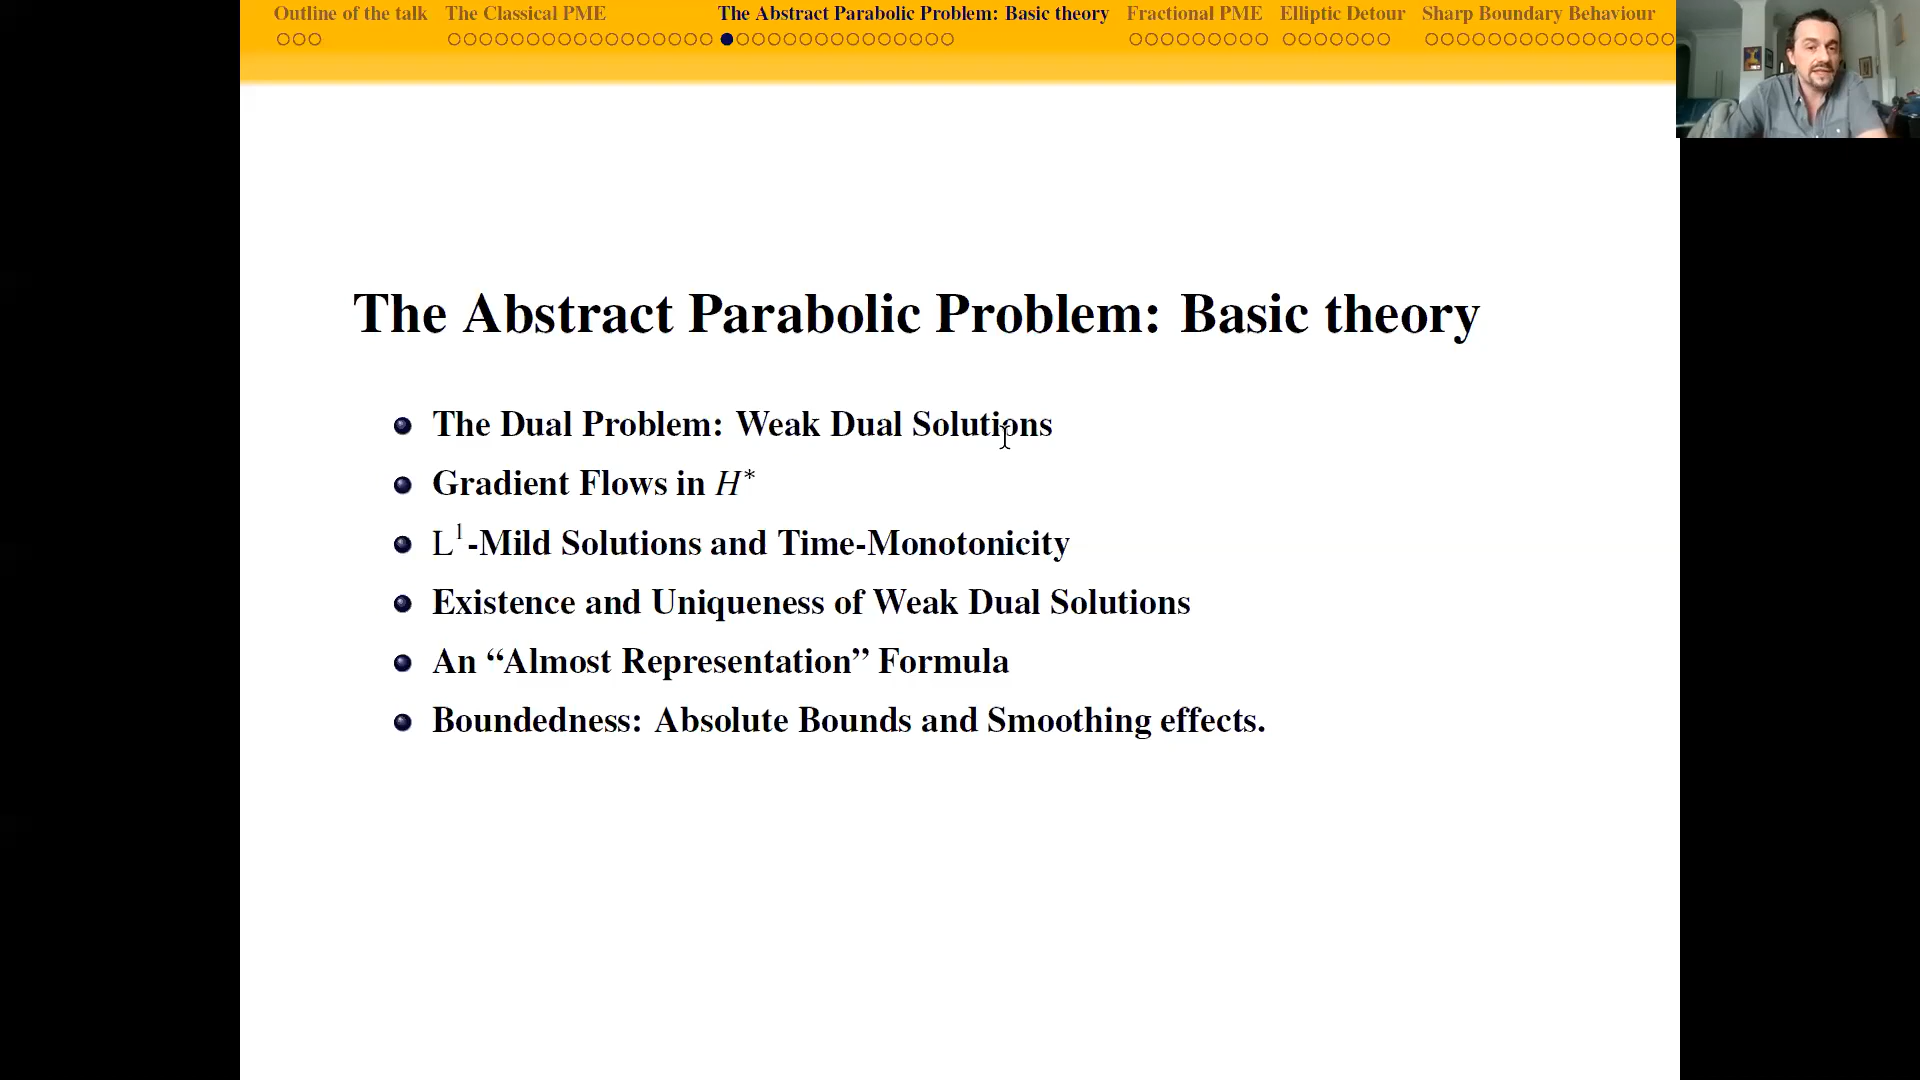 Outline of the talk The Classical PME The Abstract Parabolic Problem: Basic theory Fractional PME Elliptic Detour Sharp Boundary Behaviour
The Abstract Parabolic Problem: Basic theory
The Dual Problem: Weak Dual Solutions
Gradient Flows in H*
L¹-Mild Solutions and Time-Monotonicity
Existence and Uniqueness of Weak Dual Solutions
An “Almost Representation” Formula
Boundedness: Absolute Bounds and Smoothing effects.